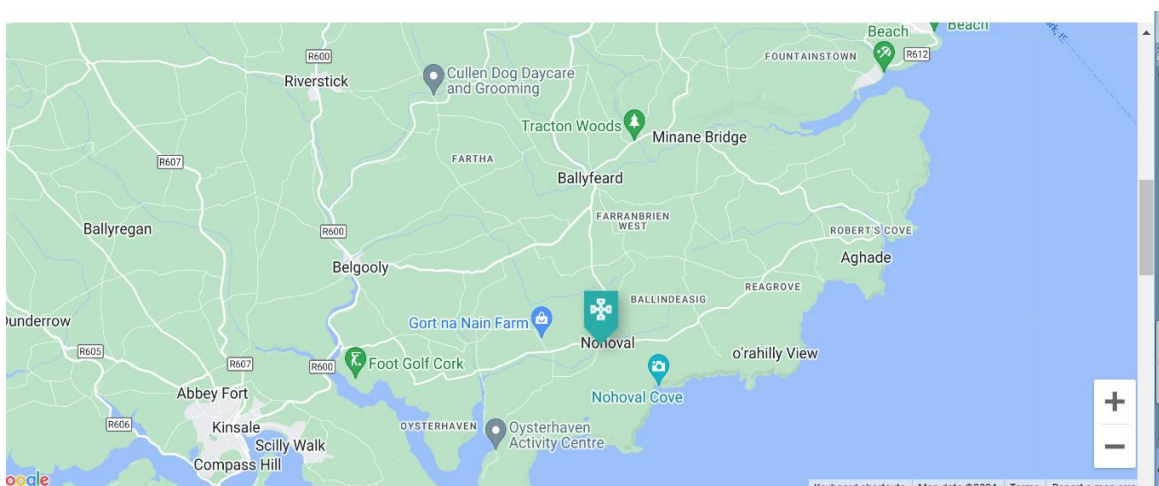 Beach
Beach
FOUNTAINSTOWN
R612
R600
Riverstick
Cullen Dog Daycare
and Grooming
Tracton Woods
Minane Bridge
R607
FARTHA
Ballyfeard
FARRANBRIEN
WEST
Ballyregan
R600
ROBERT'S COVE
Belgooly
Aghade
REAGROVE
BALLINDEASIG
Gort na Nain Farm
Nohoval
Dunderrow
R605
R607
R600
Foot Golf Cork
o'rahilly View
Abbey Fort
Nohoval Cove
R606
Kinsale
OYSTERHAVEN
Oysterhaven
Activity Centre
Scilly Walk
Compass Hill
+
−